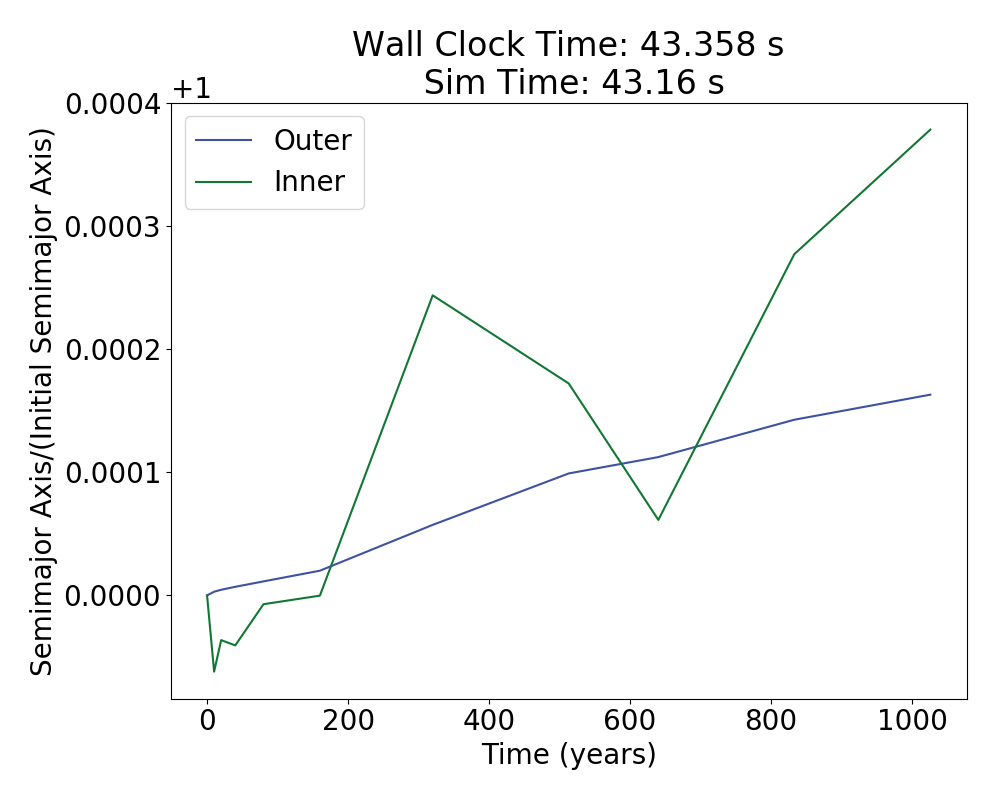 Wall Clock Time: 43.358 s
Sim Time: 43.16 s
+1
0.0004
0.0003
0.0002
0.0001
0.0000
Semimajor Axis/(Initial Semimajor Axis)
Outer
Inner
0 200 400 600 800 1000
Time (years)